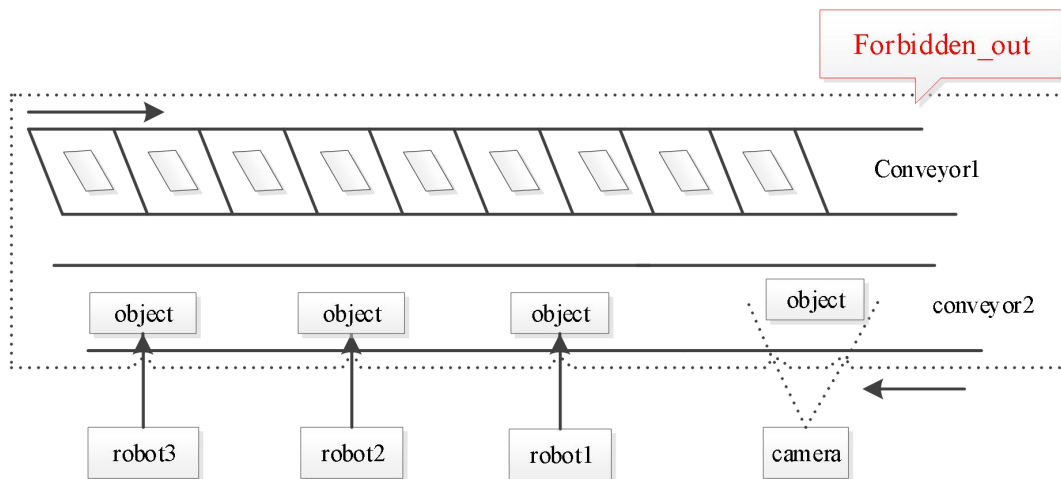 Forbidden_out
Conveyor1
object
object
object
object
conveyor2
robot3
robot2
robot1
camera